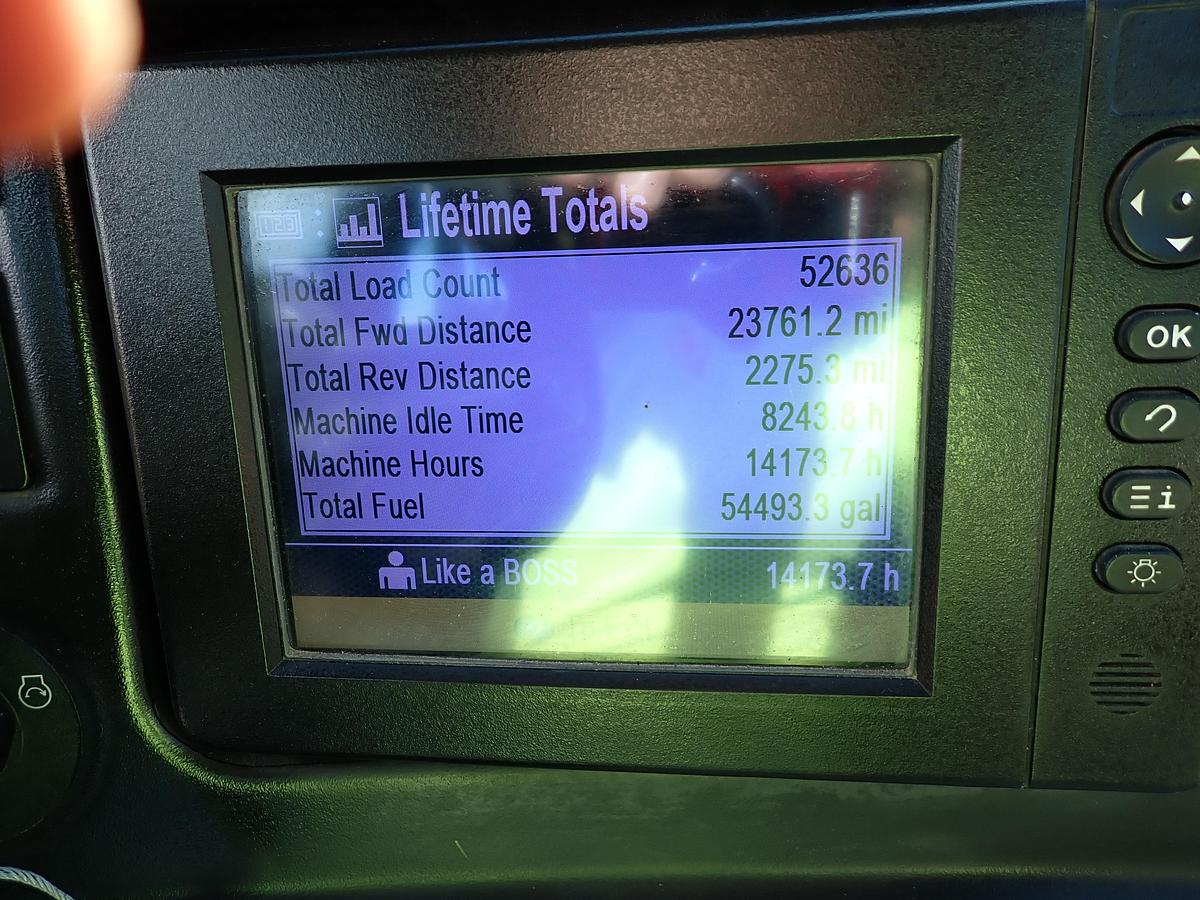 123 : Lifetime Totals
Total Load Count 52636
Total Fwd Distance 23761.2 mi
Total Rev Distance 2275.3 mi
Machine Idle Time 8243.8 h
Machine Hours 14173.7 h
Total Fuel 54493.3 gal
Like a BOSS 14173.7 h
OK
i